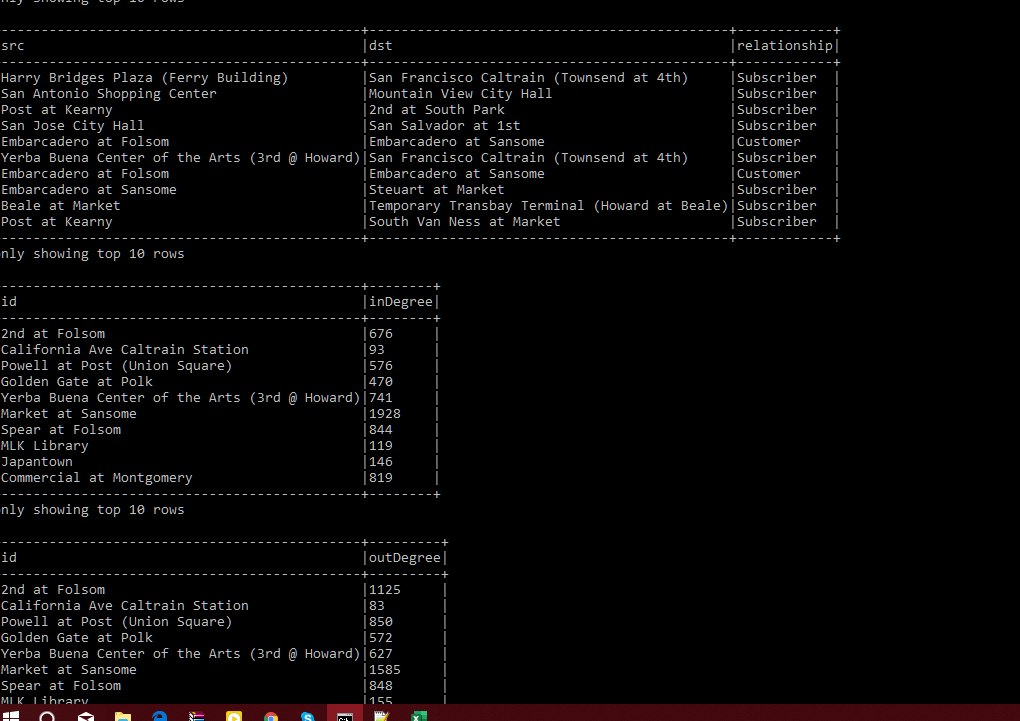 nly showing top 10 rows
-----------------------------------------------+---------------------------------------------+------------+
src |dst |relationship|
-----------------------------------------------+---------------------------------------------+------------+
Harry Bridges Plaza (Ferry Building) |San Francisco Caltrain (Townsend at 4th) |Subscriber |
San Antonio Shopping Center |Mountain View City Hall |Subscriber |
Post at Kearny |2nd at South Park |Subscriber |
San Jose City Hall |San Salvador at 1st |Subscriber |
Embarcadero at Folsom |Embarcadero at Sansome |Customer |
Yerba Buena Center of the Arts (3rd @ Howard)|San Francisco Caltrain (Townsend at 4th) |Subscriber |
Embarcadero at Folsom |Embarcadero at Sansome |Customer |
Embarcadero at Sansome |Steuart at Market |Subscriber |
Beale at Market |Temporary Transbay Terminal (Howard at Beale)|Subscriber |
Post at Kearny |South Van Ness at Market |Subscriber |
-----------------------------------------------+---------------------------------------------+------------+
nly showing top 10 rows
---------------------------------------------+--------+
id |inDegree|
---------------------------------------------+--------+
2nd at Folsom |676 |
California Ave Caltrain Station |93 |
Powell at Post (Union Square) |576 |
Golden Gate at Polk |470 |
Yerba Buena Center of the Arts (3rd @ Howard)|741 |
Market at Sansome |1928 |
Spear at Folsom |844 |
MLK Library |119 |
Japantown |146 |
Commercial at Montgomery |819 |
---------------------------------------------+--------+
nly showing top 10 rows
---------------------------------------------+---------+
id |outDegree|
---------------------------------------------+---------+
2nd at Folsom |1125 |
California Ave Caltrain Station |83 |
Powell at Post (Union Square) |850 |
Golden Gate at Polk |572 |
Yerba Buena Center of the Arts (3rd @ Howard)|627 |
Market at Sansome |1585 |
Spear at Folsom |848 |
MLK Library |155 |